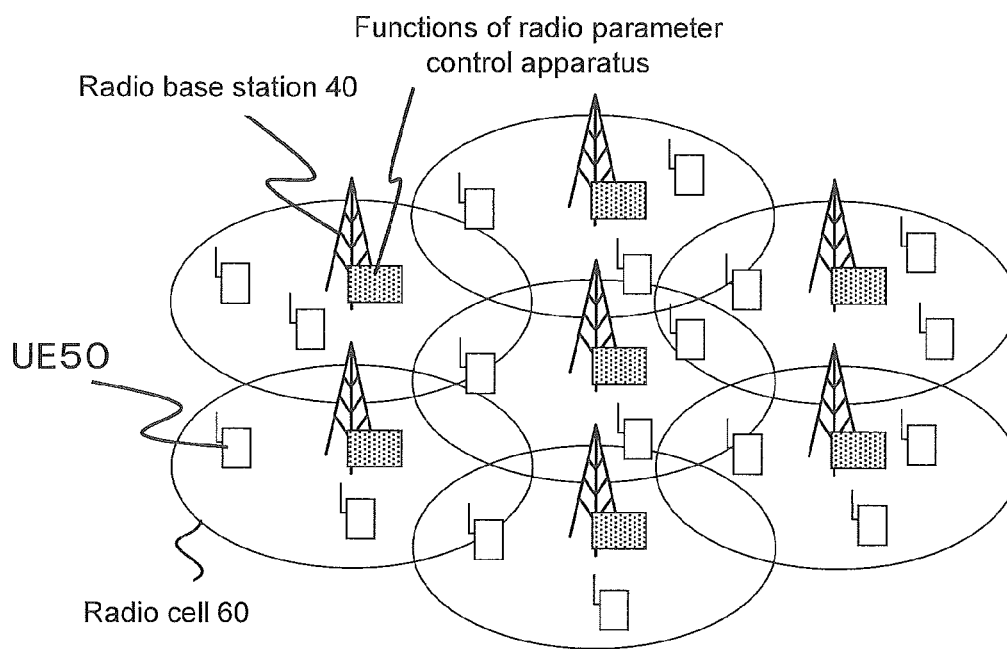 Functions of radio parameter
control apparatus
Radio base station 40
UE50
Radio cell 60